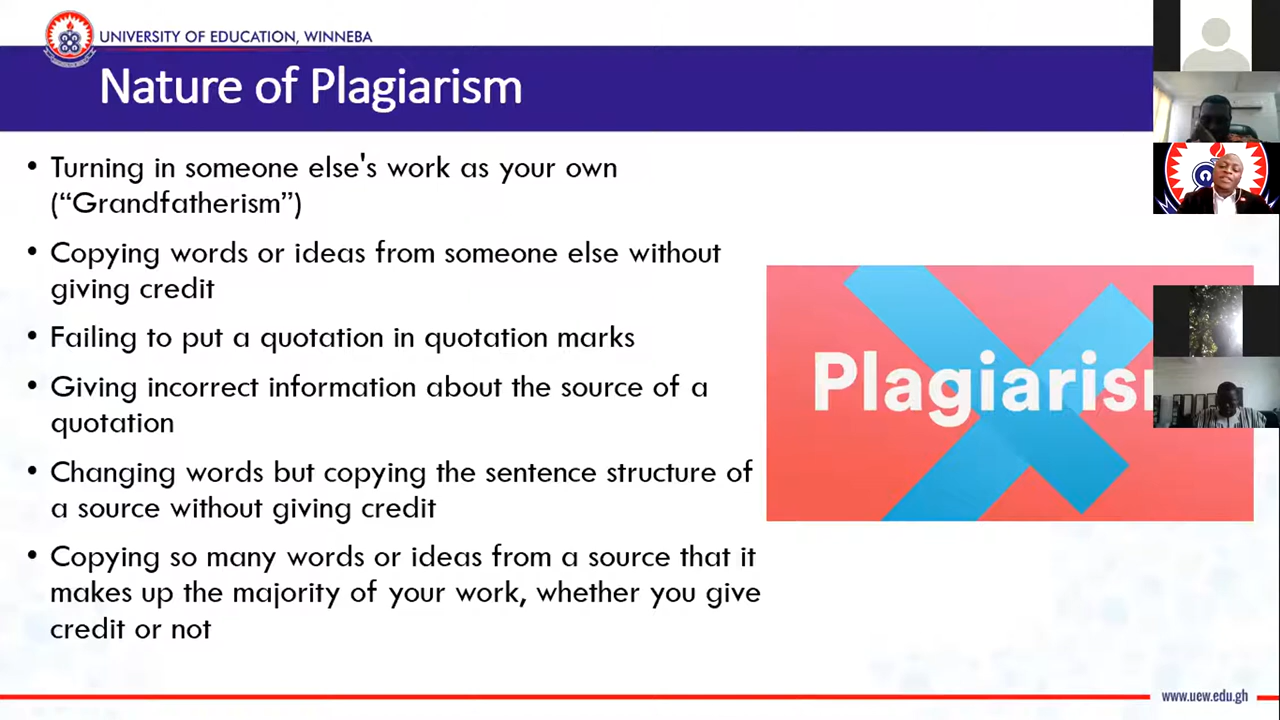 UNIVERSITY OF EDUCATION, WINNEBA
Nature of Plagiarism
• Turning in someone else's work as your own
(“Grandfatherism”)
• Copying words or ideas from someone else without
giving credit
• Failing to put a quotation in quotation marks
• Giving incorrect information about the source of a
quotation
• Changing words but copying the sentence structure of
a source without giving credit
• Copying so many words or ideas from a source that it
makes up the majority of your work, whether you give
credit or not
www.uew.edu.gh